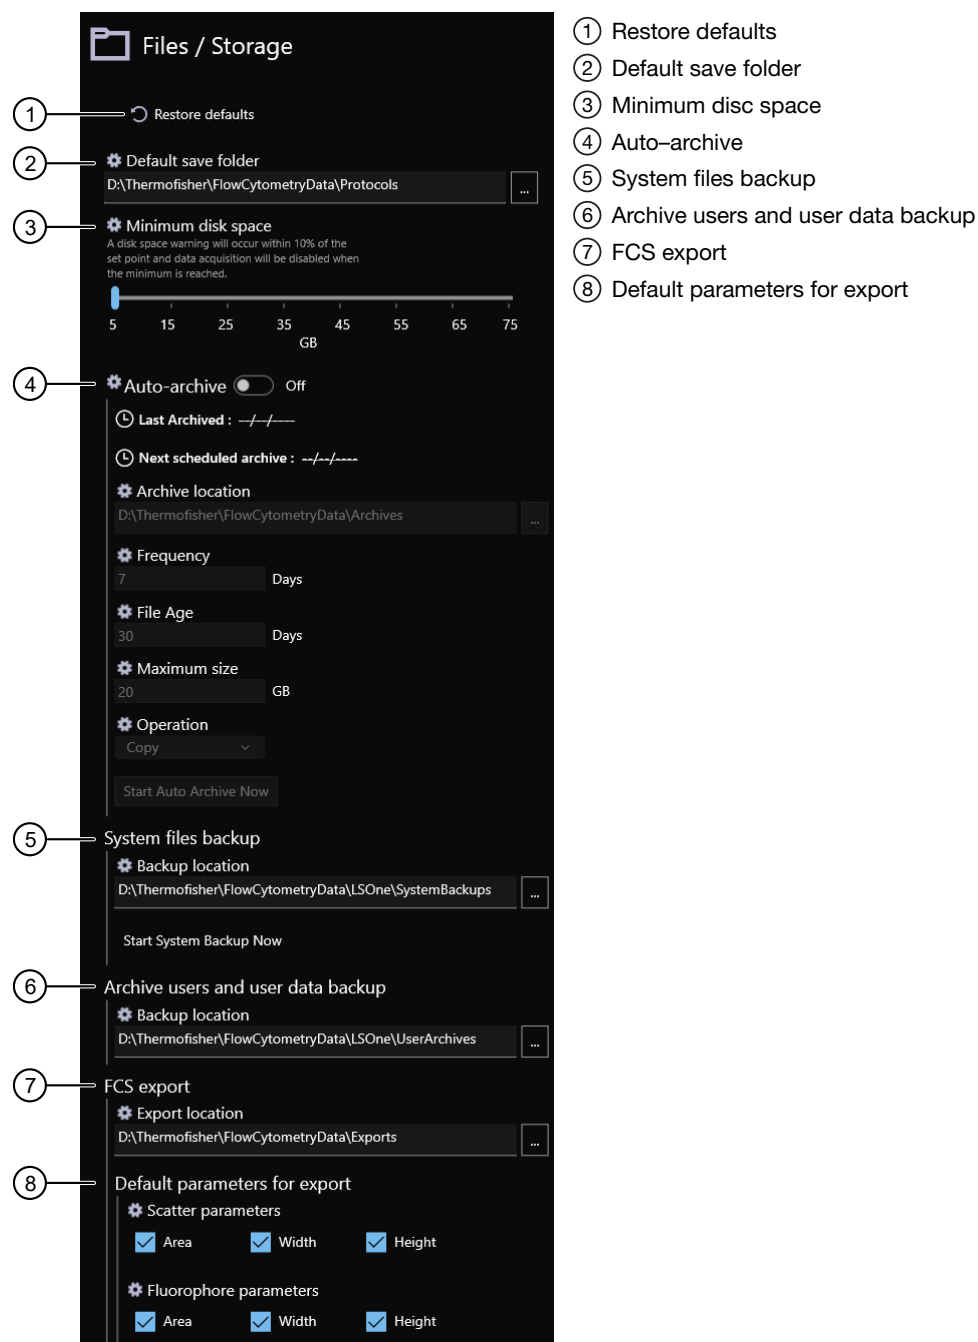 Files / Storage
1 Restore defaults
2 Default save folder
D:\Thermofisher\FlowCytometryData\Protocols ...
3 Minimum disk space
A disk space warning will occur within 10% of the
set point and data acquisition will be disabled when
the minimum is reached.
5 15 25 35 45 55 65 75
GB
4 Auto-archive Off
Last Archived : --/--/----
Next scheduled archive : --/--/----
Archive location
D:\Thermofisher\FlowCytometryData\Archives ...
Frequency
7 Days
File Age
30 Days
Maximum size
20 GB
Operation
Copy
Start Auto Archive Now
5 System files backup
Backup location
D:\Thermofisher\FlowCytometryData\LSOne\SystemBackups ...
Start System Backup Now
6 Archive users and user data backup
Backup location
D:\Thermofisher\FlowCytometryData\LSOne\UserArchives ...
7 FCS export
Export location
D:\Thermofisher\FlowCytometryData\Exports ...
8 Default parameters for export
Scatter parameters
Area Width Height
Fluorophore parameters
Area Width Height
1 Restore defaults
2 Default save folder
3 Minimum disc space
4 Auto–archive
5 System files backup
6 Archive users and user data backup
7 FCS export
8 Default parameters for export